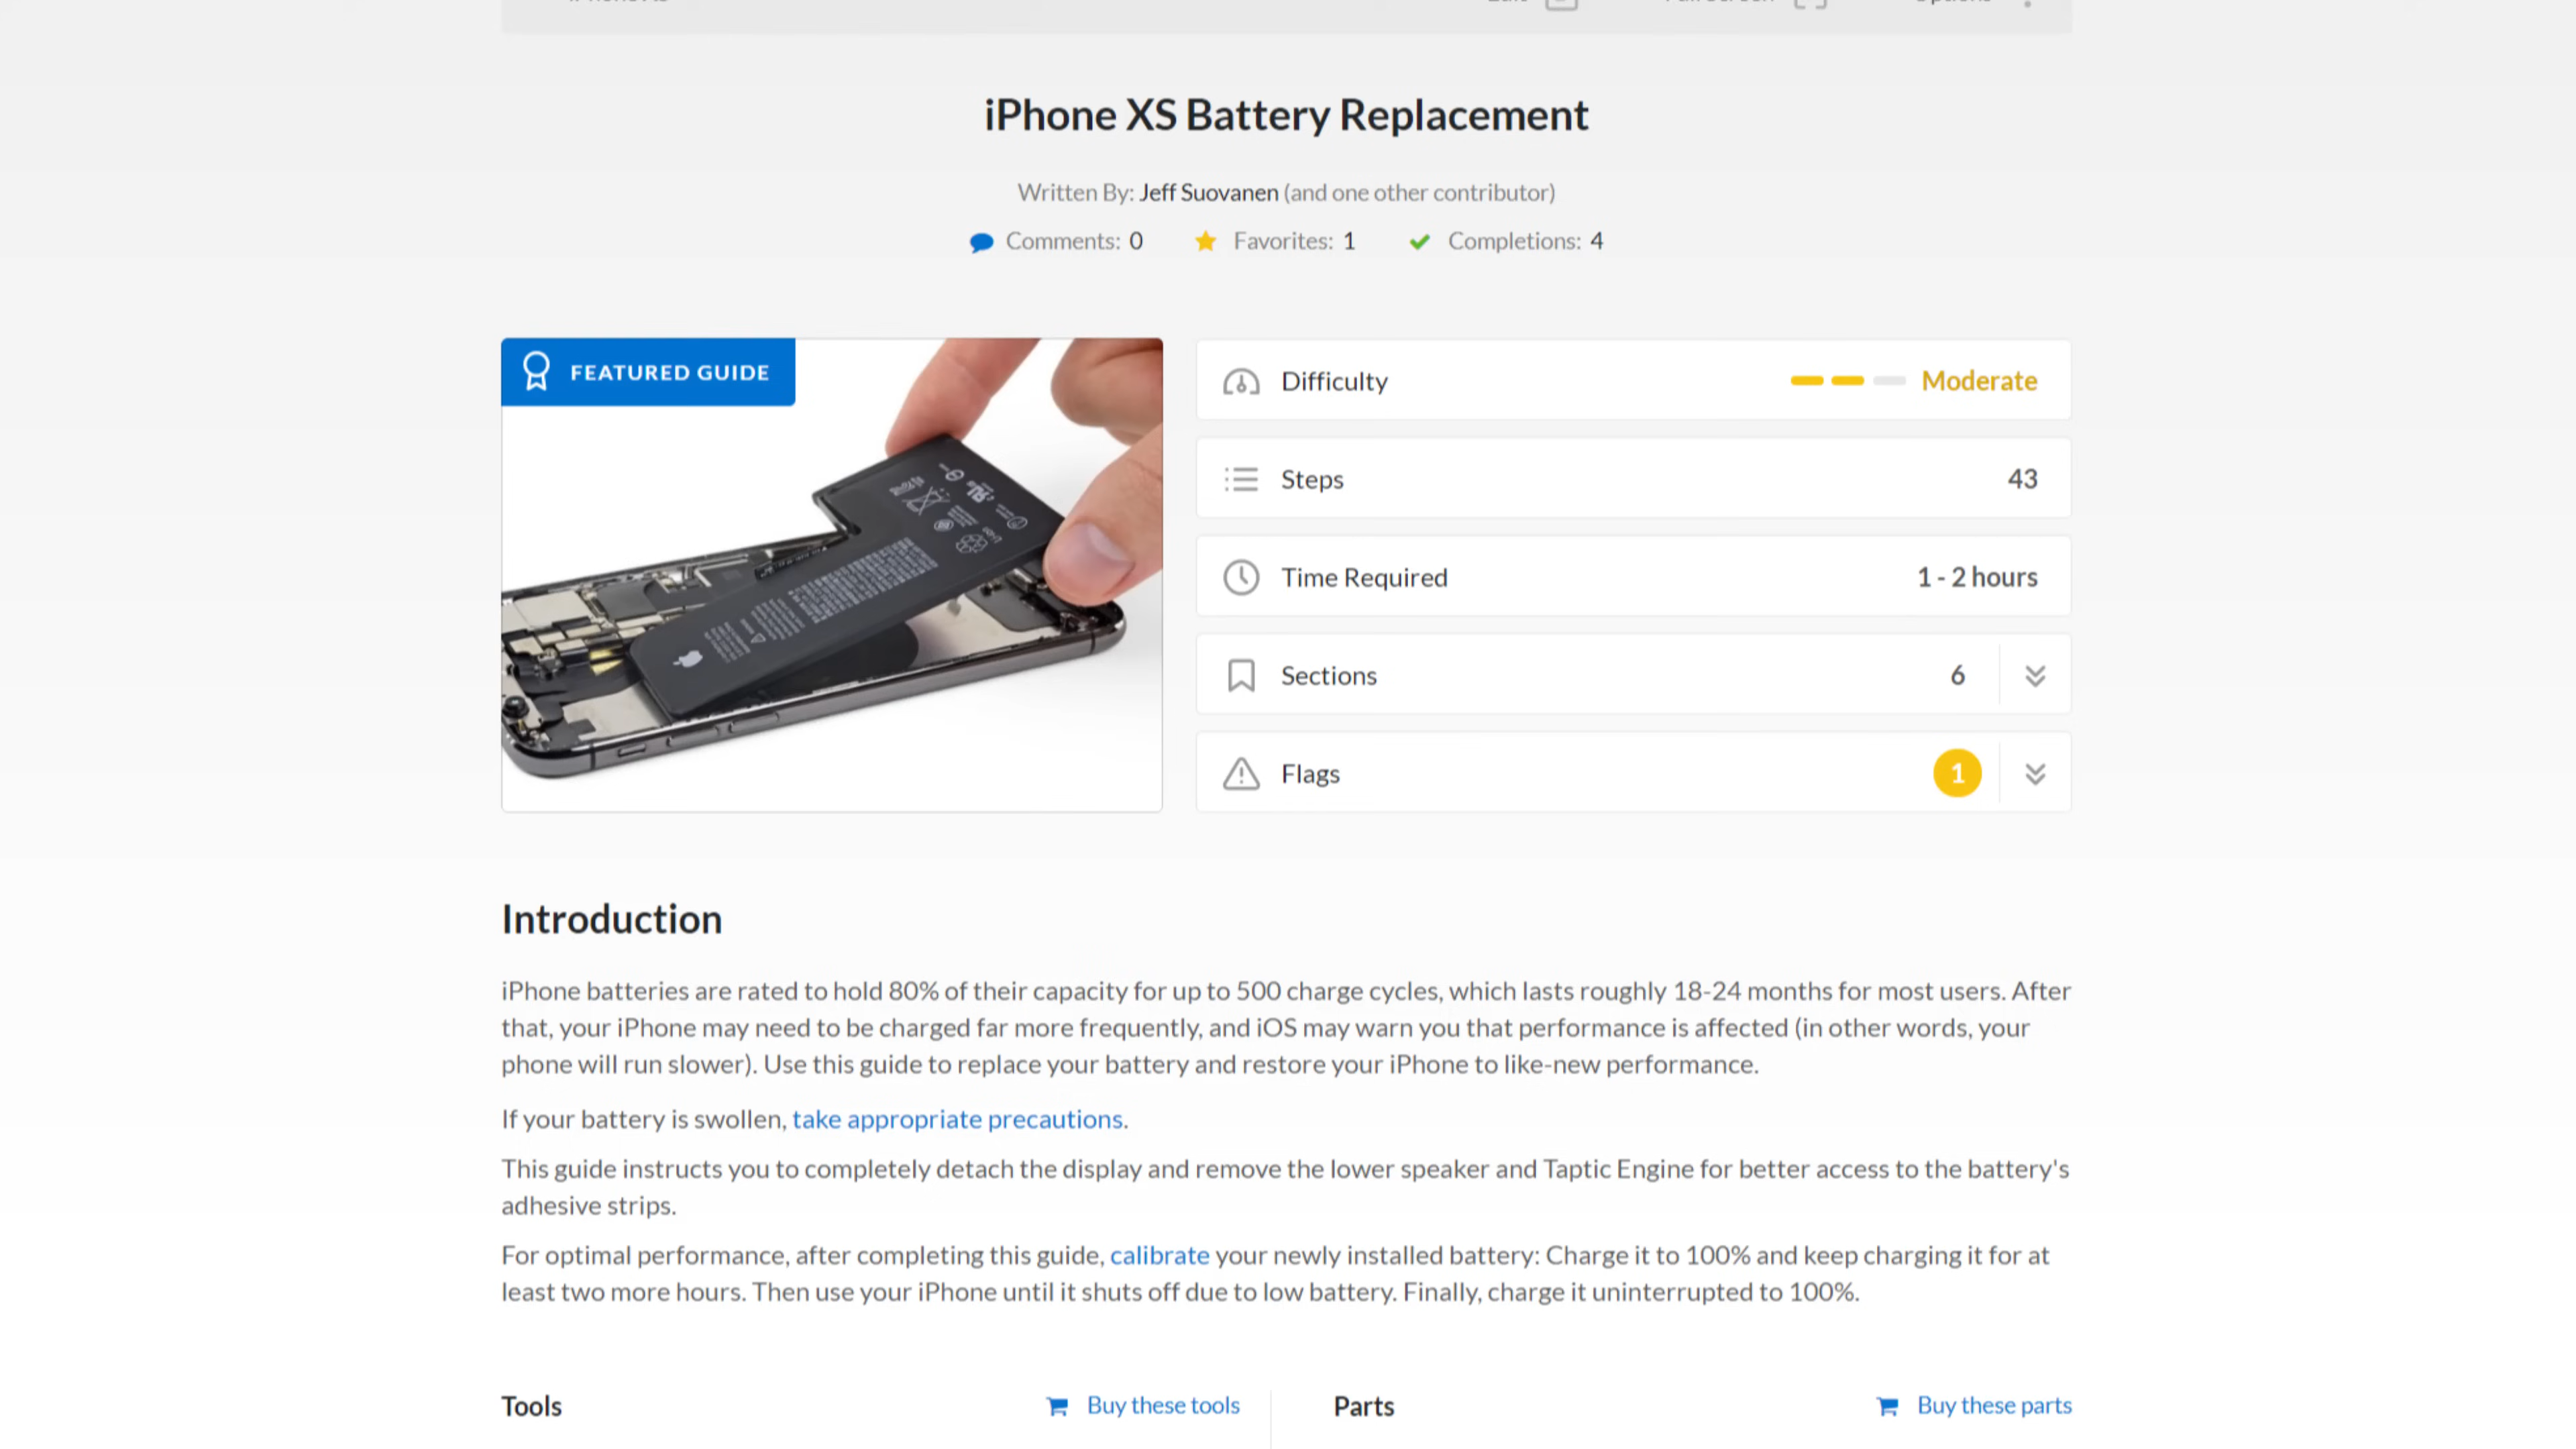 iPhone XS Battery Replacement
Written By: Jeff Suovanen (and one other contributor)
Comments: 0 Favorites: 1 Completions: 4
FEATURED GUIDE
Difficulty Moderate
Steps 43
Time Required 1 - 2 hours
Sections 6
Flags 1
Introduction
iPhone batteries are rated to hold 80% of their capacity for up to 500 charge cycles, which lasts roughly 18-24 months for most users. After
that, your iPhone may need to be charged far more frequently, and iOS may warn you that performance is affected (in other words, your
phone will run slower). Use this guide to replace your battery and restore your iPhone to like-new performance.
If your battery is swollen, take appropriate precautions.
This guide instructs you to completely detach the display and remove the lower speaker and Taptic Engine for better access to the battery's
adhesive strips.
For optimal performance, after completing this guide, calibrate your newly installed battery: Charge it to 100% and keep charging it for at
least two more hours. Then use your iPhone until it shuts off due to low battery. Finally, charge it uninterrupted to 100%.
Tools Buy these tools Parts Buy these parts